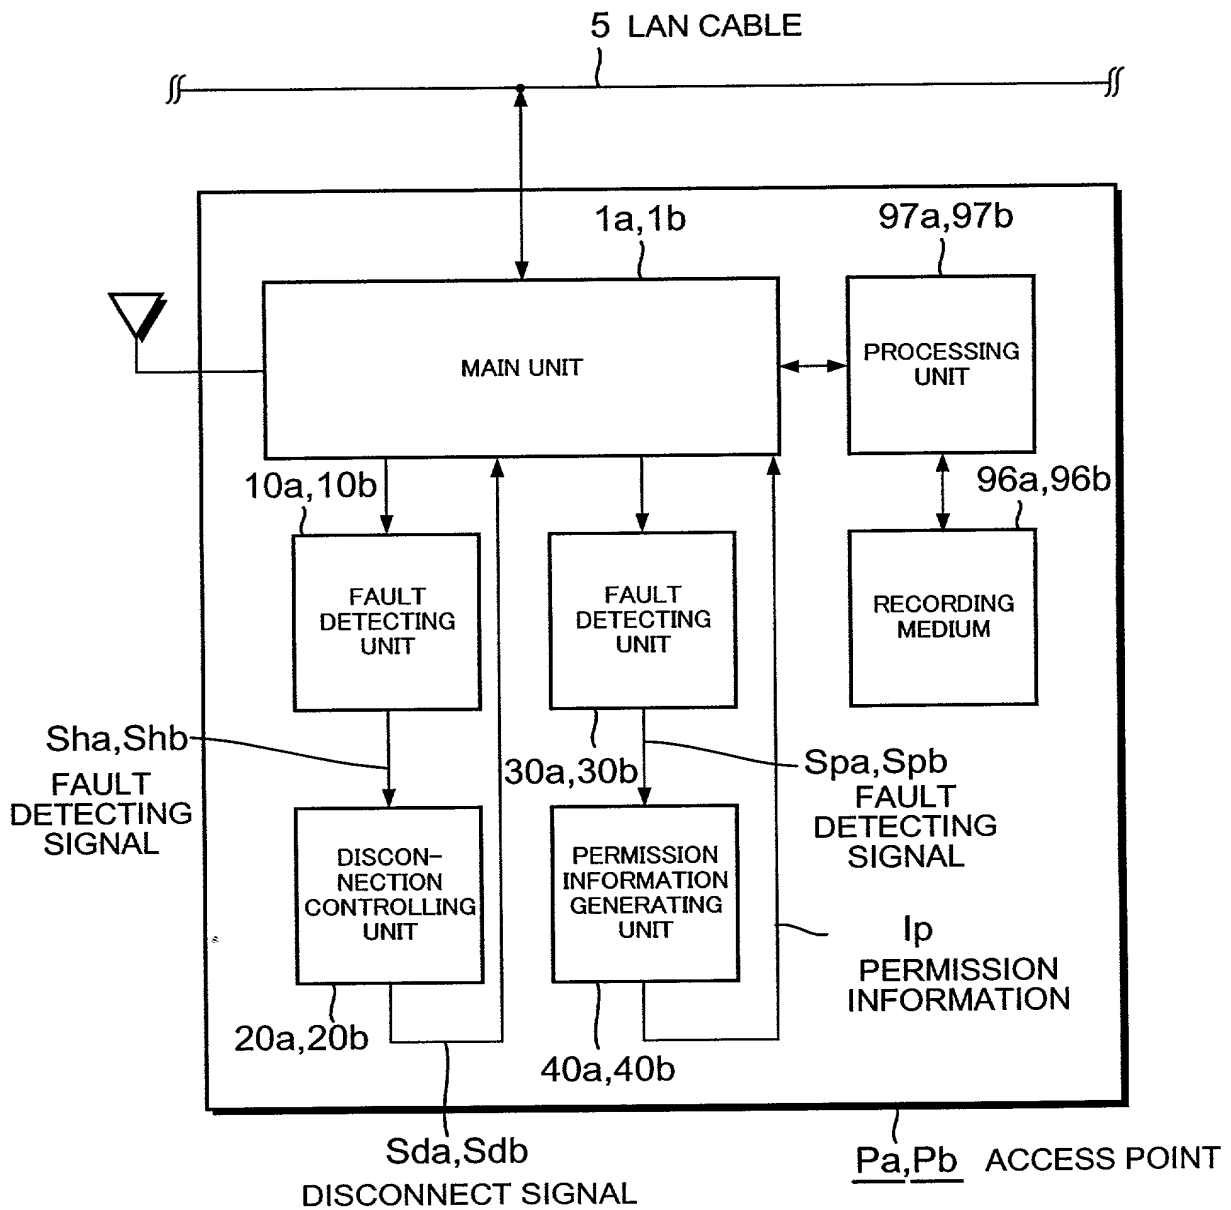 5 LAN CABLE
1a,1b
97a,97b
MAIN UNIT
PROCESSING
UNIT
10a,10b
96a,96b
FAULT
DETECTING
UNIT
FAULT
DETECTING
UNIT
RECORDING
MEDIUM
Sha,Shb
FAULT
DETECTING
SIGNAL
30a,30b
Spa,Spb
FAULT
DETECTING
SIGNAL
DISCON-
NECTION
CONTROLLING
UNIT
PERMISSION
INFORMATION
GENERATING
UNIT
Ip
PERMISSION
INFORMATION
20a,20b
40a,40b
Sda,Sdb
DISCONNECT SIGNAL
Pa,Pb ACCESS POINT